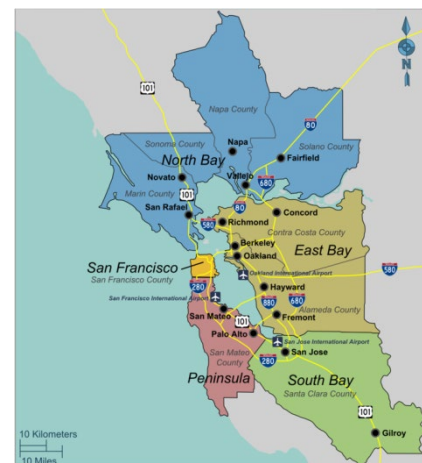 N
101
80
Napa County
Sonoma County
Solano County
Napa
Fairfield
North Bay
Novato
Vallejo
680
Marin County
101
80
San Rafael
Concord
580
Richmond
Contra Costa County
Berkeley
East Bay
Oakland
San Francisco
San Francisco County
Oakland International Airport
580
280
Hayward
San Francisco International Airport
880
680
San Mateo
Fremont
Alameda County
101
Palo Alto
San Jose International Airport
San Jose
San Mateo
County
280
Peninsula
South Bay
Santa Clara County
101
10 Kilometers
Gilroy
10 Miles